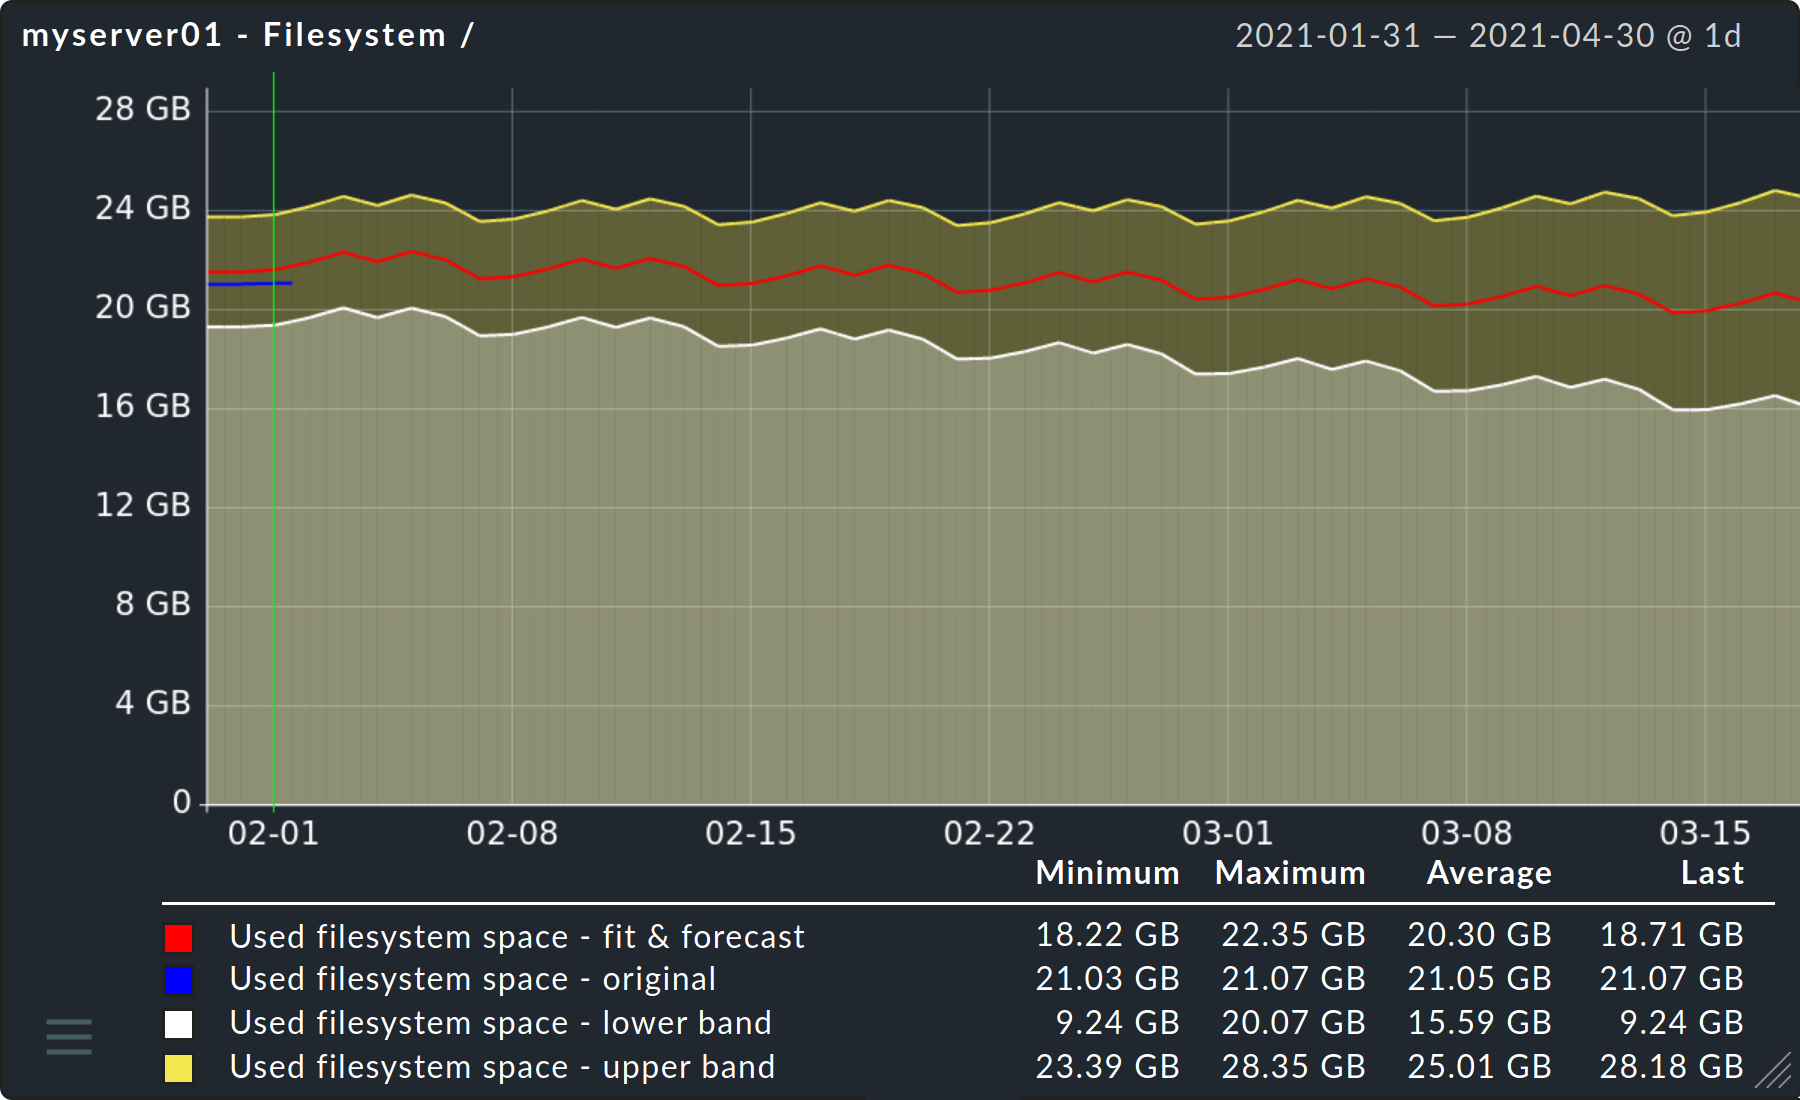 myserver01 - Filesystem / 2021-01-31 — 2021-04-30 @ 1d
28 GB
24 GB
20 GB
16 GB
12 GB
8 GB
4 GB
0
02-01 02-08 02-15 02-22 03-01 03-08 03-15
Minimum Maximum Average Last
Used filesystem space - fit & forecast 18.22 GB 22.35 GB 20.30 GB 18.71 GB
Used filesystem space - original 21.03 GB 21.07 GB 21.05 GB 21.07 GB
Used filesystem space - lower band 9.24 GB 20.07 GB 15.59 GB 9.24 GB
Used filesystem space - upper band 23.39 GB 28.35 GB 25.01 GB 28.18 GB